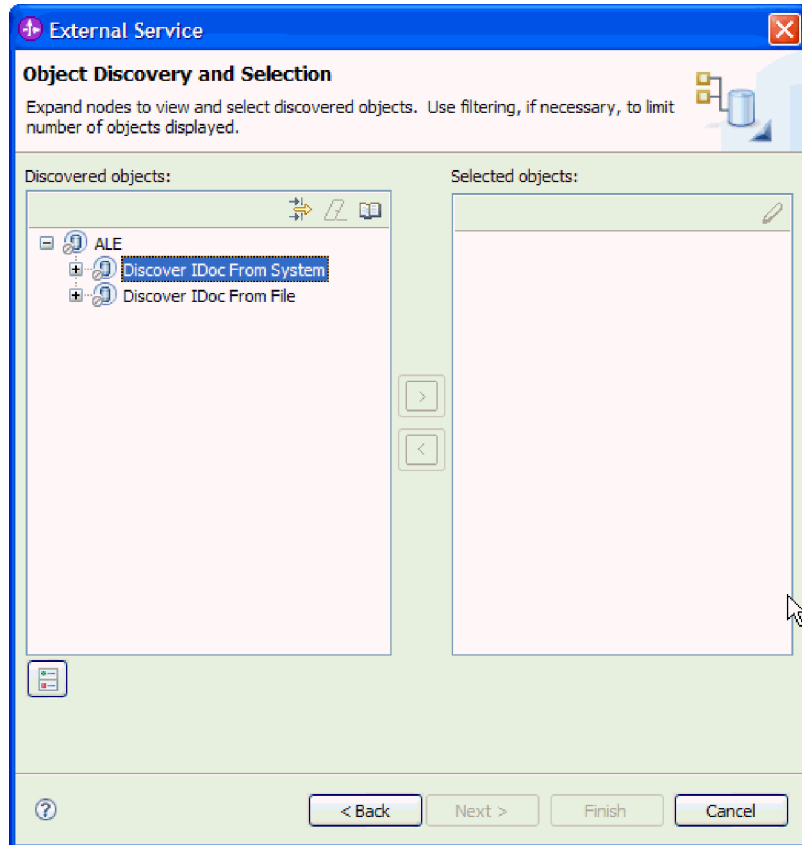 External Service
Object Discovery and Selection
Expand nodes to view and select discovered objects. Use filtering, if necessary, to limit
number of objects displayed.
Discovered objects:
Selected objects:
ALE
Discover IDoc From System
Discover IDoc From File
>
<
?
< Back
Next >
Finish
Cancel